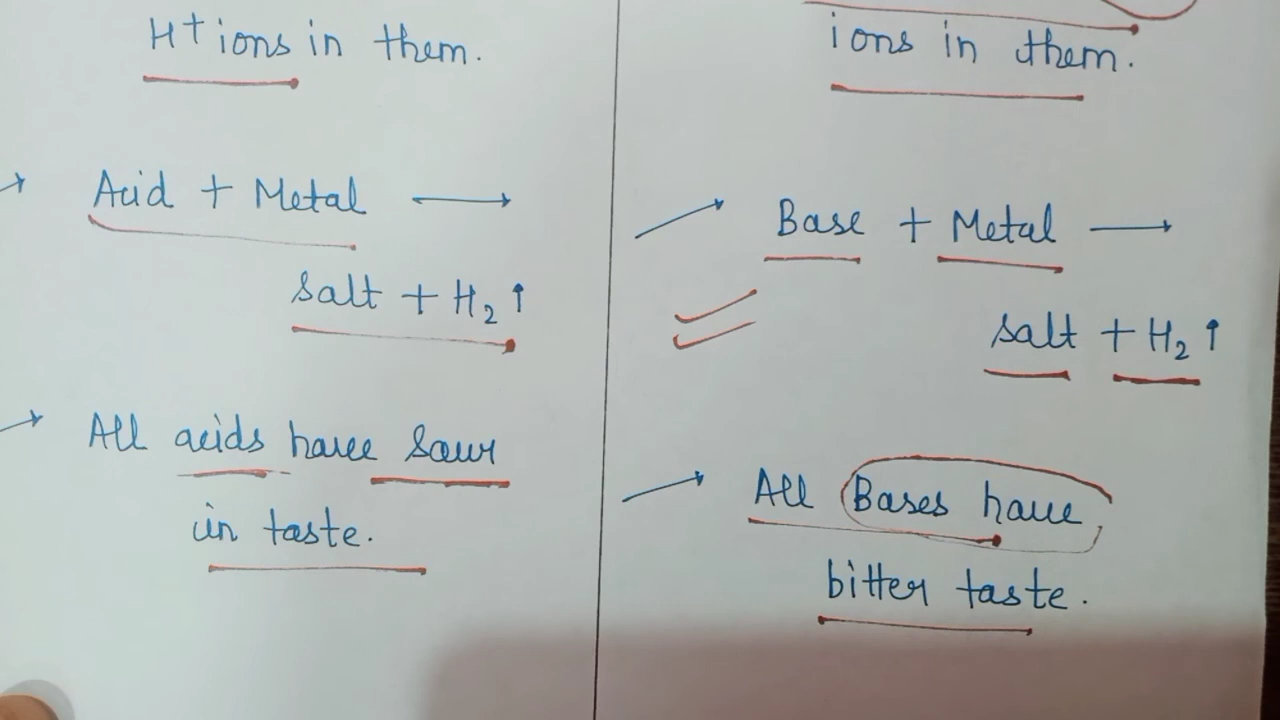 H+ ions in them.
Acid + Metal ⟶
salt + H₂↑
All acids have sour
in taste.
ions in them.
Base + Metal ⟶
salt + H₂↑
All Bases have
bitter taste.